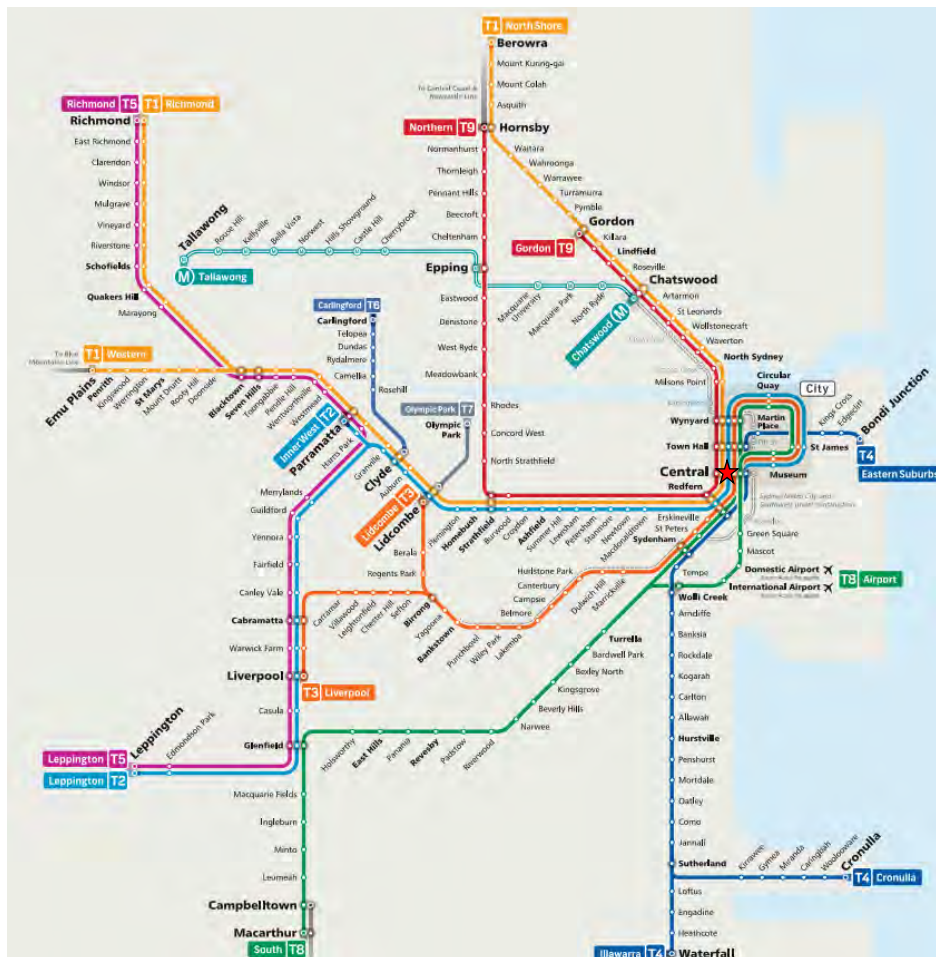 T1 North Shore
Berowra
Mount Kuring-gai
Mount Colah
Asquith
To Central Coast &
Newcastle Line
Northern T9
Hornsby
Normanhurst
Thornleigh
Pennant Hills
Beecroft
Cheltenham
Epping
Eastwood
Denistone
West Ryde
Meadowbank
Rhodes
Concord West
North Strathfield
Waitara
Wahroonga
Warrawee
Turramurra
Pymble
Gordon
Gordon T9
Killara
Lindfield
Roseville
Chatswood
Artarmon
St Leonards
Wollstonecraft
Waverton
North Sydney
Milsons Point
Wynyard
Town Hall
Central
Redfern
Circular
Quay
City
Martin
Place
St James
Museum
Kings Cross
Edgecliff
Bondi Junction
T4
Eastern Suburbs
Richmond T5
T1 Richmond
Richmond
East Richmond
Clarendon
Windsor
Mulgrave
Vineyard
Riverstone
Schofields
Quakers Hill
Marayong
Tallawong
M Tallawong
Rouse Hill
Kellyville
Bella Vista
Norwest
Hills Showground
Castle Hill
Cherrybrook
Macquarie
University
Macquarie Park
North Ryde
Chatswood M
Carlingford T6
Carlingford
Telopea
Dundas
Rydalmere
Camellia
Rosehill
Olympic Park T7
Olympic
Park
To Blue
Mountains Line
T1 Western
Emu Plains
Penrith
Kingswood
Werrington
St Marys
Mount Druitt
Rooty Hill
Doonside
Blacktown
Seven Hills
Toongabbie
Pendle Hill
Wentworthville
Westmead
Inner West T2
Parramatta
Harris Park
Granville
Clyde
Auburn
Lidcombe T3
Lidcombe
Flemington
Homebush
Strathfield
Burwood
Croydon
Ashfield
Summer Hill
Lewisham
Petersham
Stanmore
Newtown
Macdonaldtown
Erskineville
St Peters
Sydenham
Green Square
Mascot
Domestic Airport
International Airport
T8 Airport
Merrylands
Guildford
Yennora
Fairfield
Canley Vale
Cabramatta
Warwick Farm
Liverpool
T3 Liverpool
Casula
Glenfield
Leppington
Edmondson Park
Leppington T5
Leppington T2
Berala
Regents Park
Carramar
Villawood
Leightonfield
Chester Hill
Sefton
Birrong
Yagoona
Bankstown
Punchbowl
Wiley Park
Lakemba
Belmore
Campsie
Canterbury
Hurlstone Park
Dulwich Hill
Marrickville
Tempe
Wolli Creek
Arncliffe
Banksia
Rockdale
Kogarah
Carlton
Allawah
Hurstville
Penshurst
Mortdale
Oatley
Como
Jannali
Sutherland
Loftus
Engadine
Heathcote
Illawarra T4
Waterfall
Kirrawee
Gymea
Miranda
Caringbah
Woolooware
Cronulla
T4 Cronulla
Turrella
Bardwell Park
Bexley North
Kingsgrove
Beverly Hills
Narwee
Riverwood
Padstow
Revesby
Panania
East Hills
Holsworthy
Macquarie Fields
Ingleburn
Minto
Leumeah
Campbelltown
Macarthur
South T8